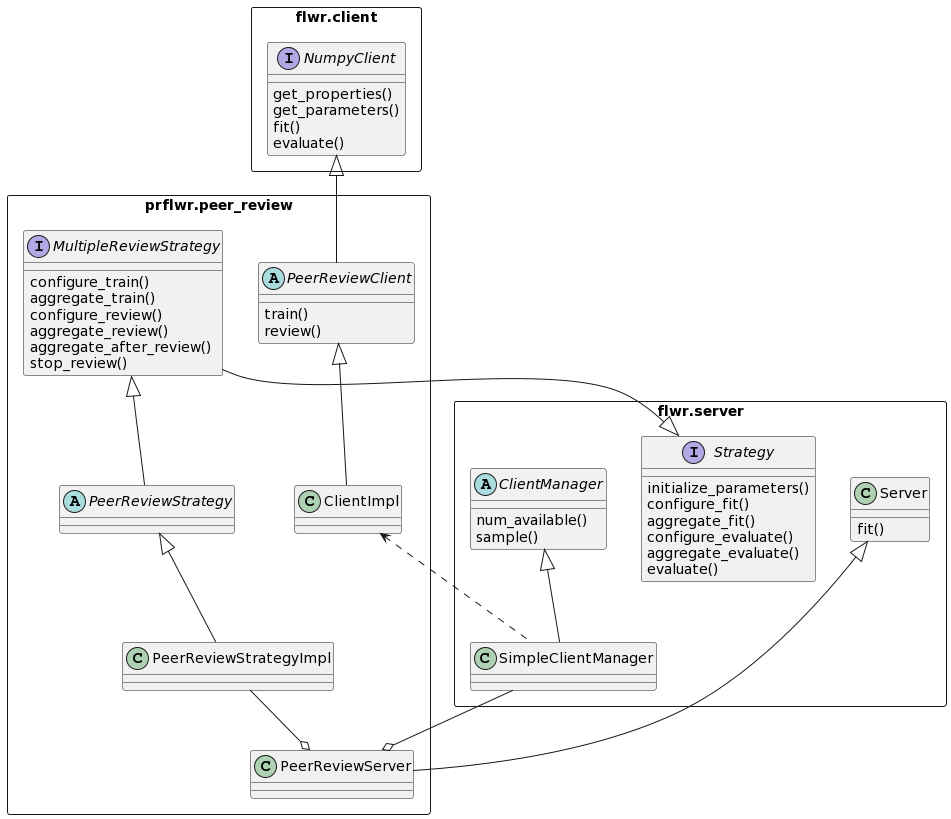 flwr.client
I NumpyClient
get_properties()
get_parameters()
fit()
evaluate()
prflwr.peer_review
I MultipleReviewStrategy
configure_train()
aggregate_train()
configure_review()
aggregate_review()
aggregate_after_review()
stop_review()
A PeerReviewClient
train()
review()
A PeerReviewStrategy
C ClientImpl
C PeerReviewStrategyImpl
C PeerReviewServer
flwr.server
A ClientManager
num_available()
sample()
I Strategy
initialize_parameters()
configure_fit()
aggregate_fit()
configure_evaluate()
aggregate_evaluate()
evaluate()
C Server
fit()
C SimpleClientManager